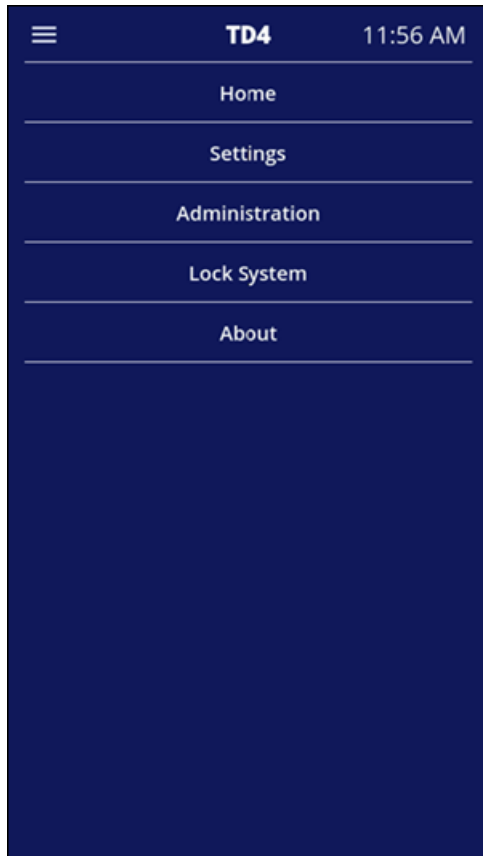 TD4 11:56 AM
Home
Settings
Administration
Lock System
About